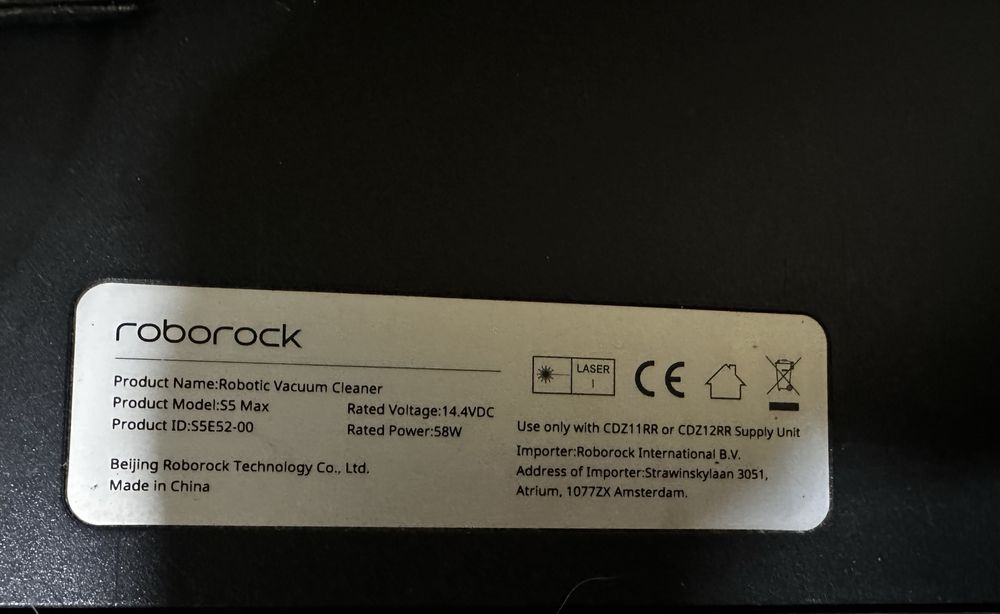 roborock
Product Name:Robotic Vacuum Cleaner
Product Model:S5 Max
Rated Voltage:14.4VDC
Product ID:S5E52-00
Rated Power:58W
Beijing Roborock Technology Co., Ltd.
Made in China
LASER
I
CE
Use only with CDZ11RR or CDZ12RR Supply Unit
Importer:Roborock International B.V.
Address of Importer:Strawinskylaan 3051,
Atrium, 1077ZX Amsterdam.